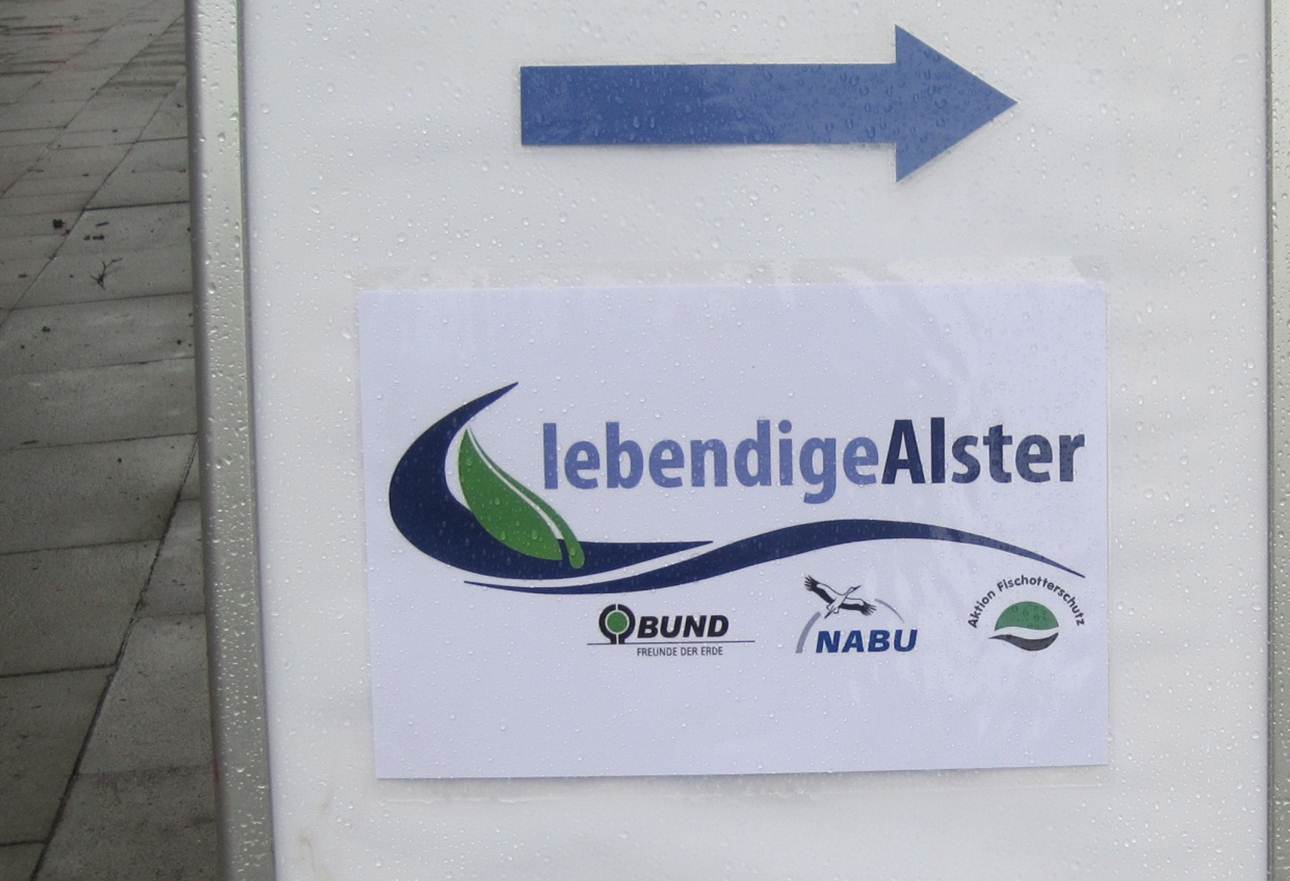 lebendigeAlster
BUND
FREUNDE DER ERDE
NABU
Aktion Fischotterschutz